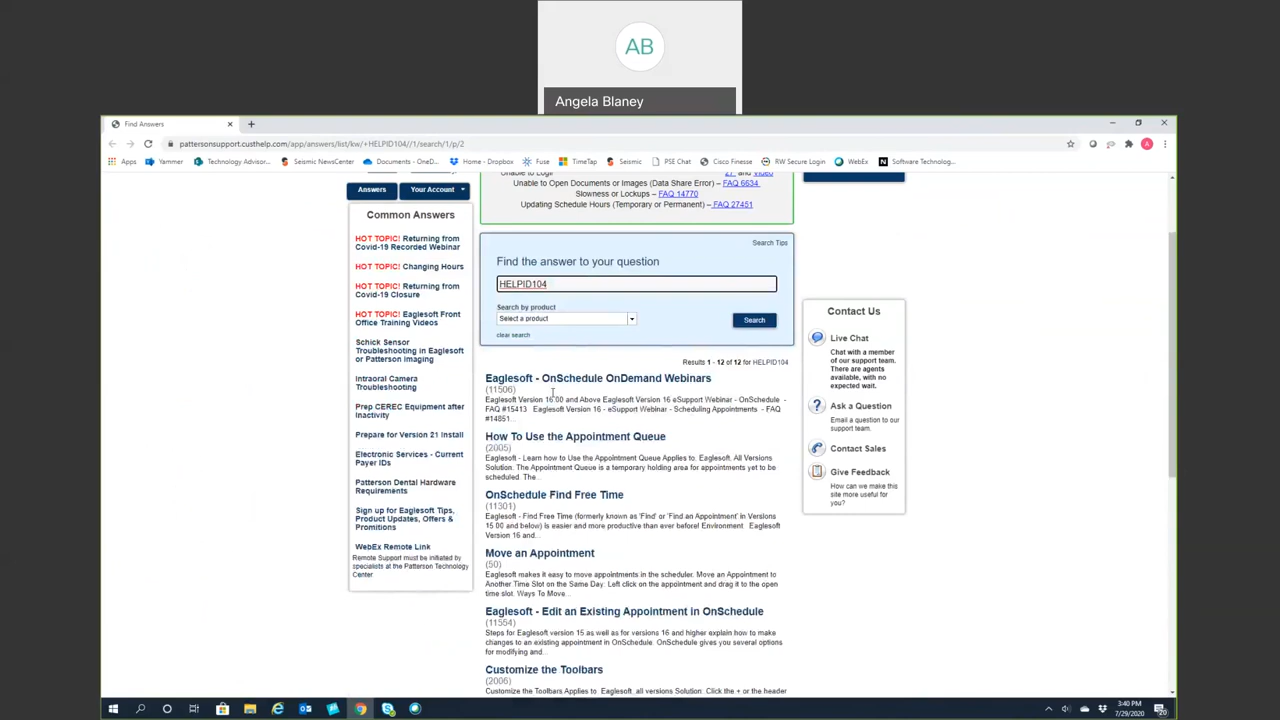 AB
Angela Blaney
Find Answers
pattersonsupport.custhelp.com/app/answers/list/kw/+HELPID104//1/search/1/p/2
Apps Yammer Technology Advisor... Seismic NewsCenter Documents - OneD... Home - Dropbox Fuse TimeTap Seismic PSE Chat Cisco Finesse RW Secure Login WebEx Software Technolog...
Answers Your Account
Common Answers
HOT TOPIC! Returning from
Covid-19 Recorded Webinar
HOT TOPIC! Changing Hours
HOT TOPIC! Returning from
Covid-19 Closure
HOT TOPIC! Eaglesoft Front
Office Training Videos
Schick Sensor
Troubleshooting in Eaglesoft
or Patterson Imaging
Intraoral Camera
Troubleshooting
Prep CEREC Equipment after
Inactivity
Prepare for Version 21 Install
Electronic Services - Current
Payer IDs
Patterson Dental Hardware
Requirements
Sign up for Eaglesoft Tips,
Product Updates, Offers &
Promitions
WebEx Remote Link
Remote Support must be initiated by
specialists at the Patterson Technology
Center
Unable to Open Documents or Images (Data Share Error) – FAQ 6634
Slowness or Lockups – FAQ 14770
Updating Schedule Hours (Temporary or Permanent) – FAQ 27451
Search Tips
Find the answer to your question
HELPID104
Search by product
Select a product
Search
clear search
Results 1 - 12 of 12 for HELPID104
Eaglesoft - OnSchedule OnDemand Webinars
(11506)
Eaglesoft Version 16.00 and Above Eaglesoft Version 16 eSupport Webinar - OnSchedule -
FAQ #15413 Eaglesoft Version 16 - eSupport Webinar - Scheduling Appointments - FAQ
#14851...
How To Use the Appointment Queue
(2005)
Eaglesoft - Learn how to Use the Appointment Queue Applies to: Eaglesoft. All Versions
Solution. The Appointment Queue is a temporary holding area for appointments yet to be
scheduled. The...
OnSchedule Find Free Time
(11301)
Eaglesoft - Find Free Time (formerly known as 'Find' or 'Find an Appointment' in Versions
15.00 and below) is easier and more productive than ever before! Environment Eaglesoft
Version 16 and...
Move an Appointment
(50)
Eaglesoft makes it easy to move appointments in the scheduler. Move an Appointment to
Another Time Slot on the Same Day. Left click on the appointment and drag it to the open
time slot. Ways To Move...
Eaglesoft - Edit an Existing Appointment in OnSchedule
(11554)
Steps for Eaglesoft version 15 as well as for versions 16 and higher explain how to make
changes to an existing appointment in OnSchedule. OnSchedule gives you several options
for modifying and...
Customize the Toolbars
(2006)
Customize the Toolbars Applies to Eaglesoft, all versions Solution. Click the + or the header
Contact Us
Live Chat
Chat with a member
of our support team.
There are agents
available, with no
expected wait.
Ask a Question
Email a question to our
support team.
Contact Sales
Give Feedback
How can we make this
site more useful for
you?
3:40 PM
7/29/2020
20